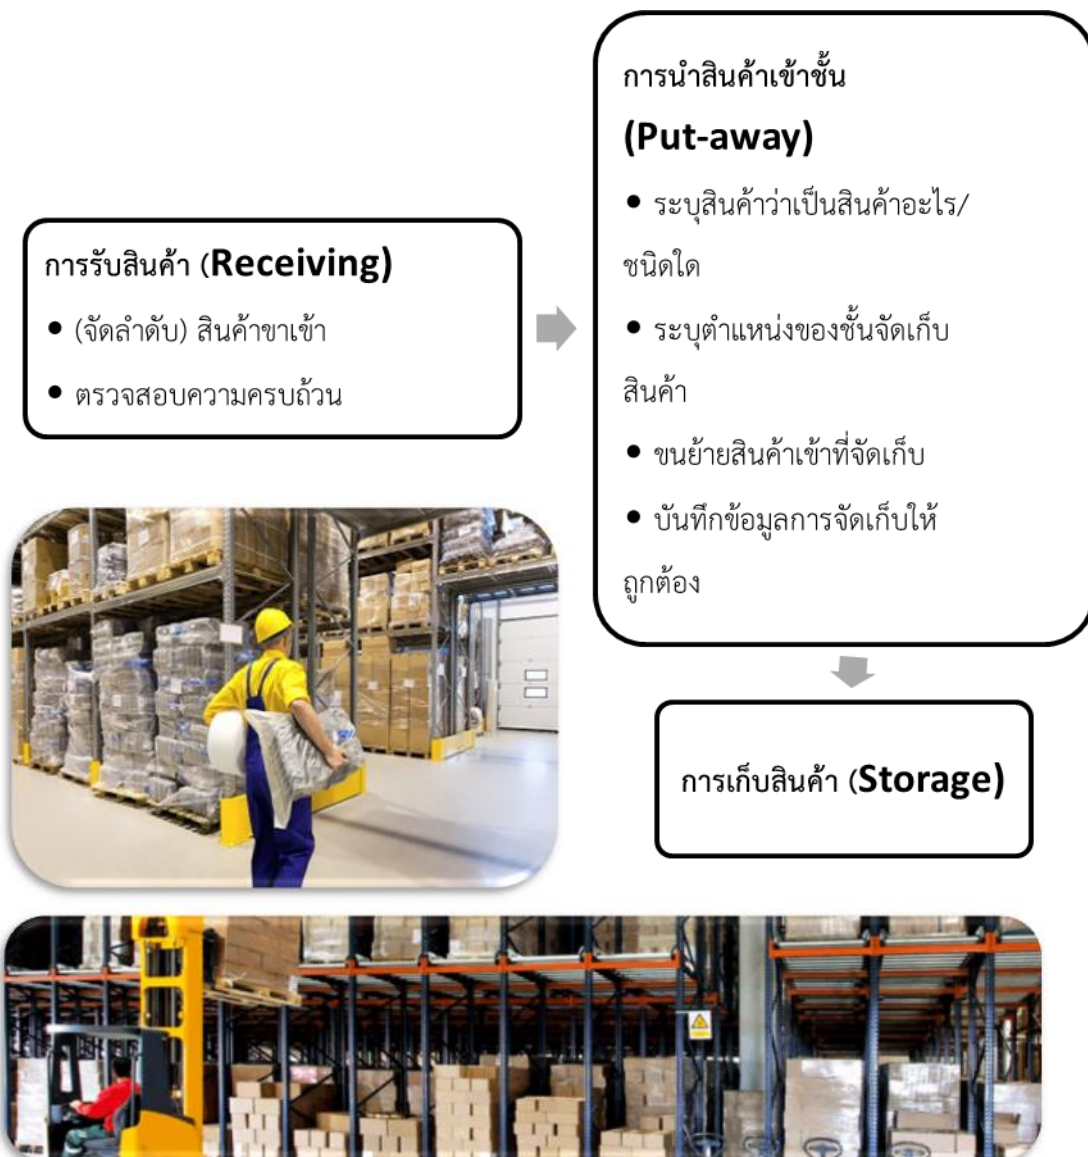 การรับสินค้า (Receiving)
• (จัดลำดับ) สินค้าขาเข้า
• ตรวจสอบความครบถ้วน
การนำสินค้าเข้าชั้น
(Put-away)
• ระบุสินค้าว่าเป็นสินค้าอะไร/
ชนิดใด
• ระบุตำแหน่งของชั้นจัดเก็บ
สินค้า
• ขนย้ายสินค้าเข้าที่จัดเก็บ
• บันทึกข้อมูลการจัดเก็บให้
ถูกต้อง
การเก็บสินค้า (Storage)